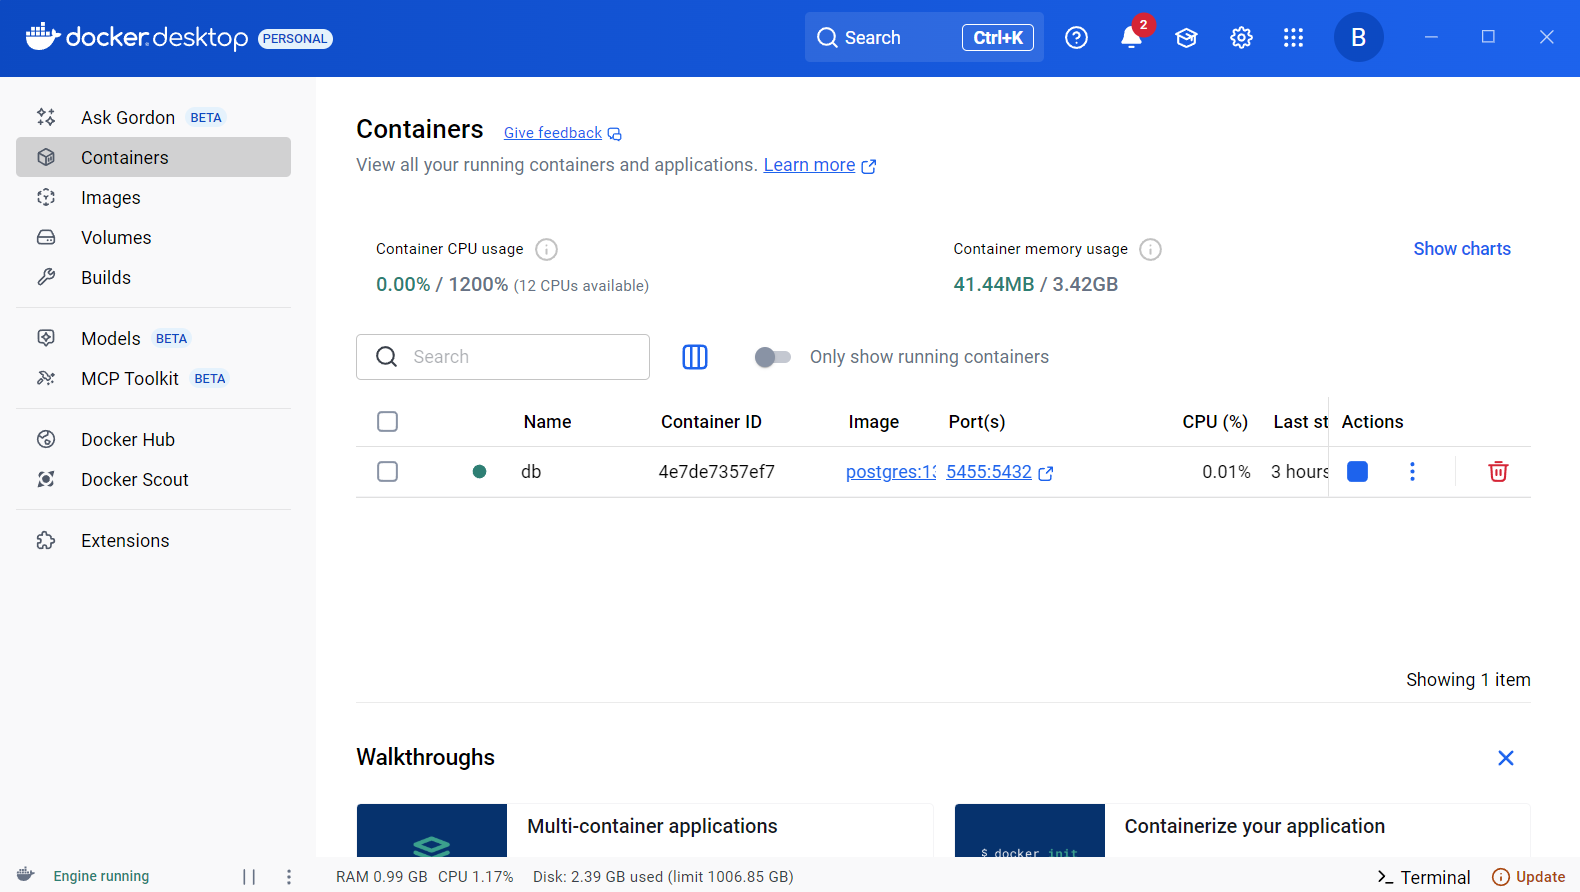 docker desktop PERSONAL
Search Ctrl+K
2
B
Ask Gordon BETA
Containers
Images
Volumes
Builds
Models BETA
MCP Toolkit BETA
Docker Hub
Docker Scout
Extensions
Containers Give feedback
View all your running containers and applications. Learn more
Container CPU usage
0.00% / 1200% (12 CPUs available)
Container memory usage
41.44MB / 3.42GB
Show charts
Search
Only show running containers
Name Container ID Image Port(s) CPU (%) Last st Actions
db 4e7de7357ef7 postgres:13 5455:5432 0.01% 3 hours
Showing 1 item
Walkthroughs
Multi-container applications
$ docker init
Containerize your application
Engine running
RAM 0.99 GB CPU 1.17% Disk: 2.39 GB used (limit 1006.85 GB)
Terminal
Update